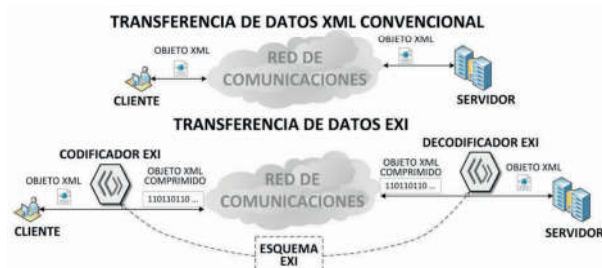 TRANSFERENCIA DE DATOS XML CONVENCIONAL
OBJETO XML
OBJETO XML
RED DE
COMUNICACIONES
CLIENTE
SERVIDOR
TRANSFERENCIA DE DATOS EXI
CODIFICADOR EXI
DECODIFICADOR EXI
OBJETO XML
OBJETO XML
COMPRIMIDO
110110110 ...
RED DE
COMUNICACIONES
OBJETO XML
COMPRIMIDO
110110110 ...
OBJETO XML
CLIENTE
SERVIDOR
ESQUEMA
EXI